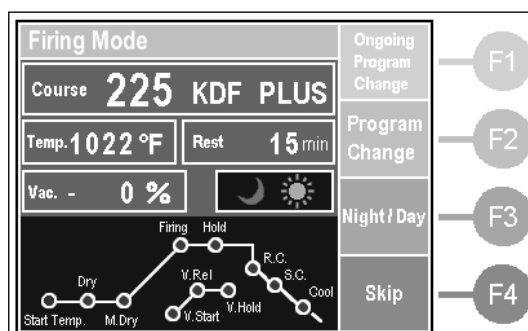 Firing Mode
Course 225 KDF PLUS
Temp. 1022 °F
Rest 15 min
Vac. - 0 %
Firing Hold
R.C.
Dry
V.Rel
S.C.
Cool
Start Temp. M.Dry
V.Start V.Hold
Ongoing
Program
Change
F1
Program
Change
F2
Night / Day
F3
Skip
F4